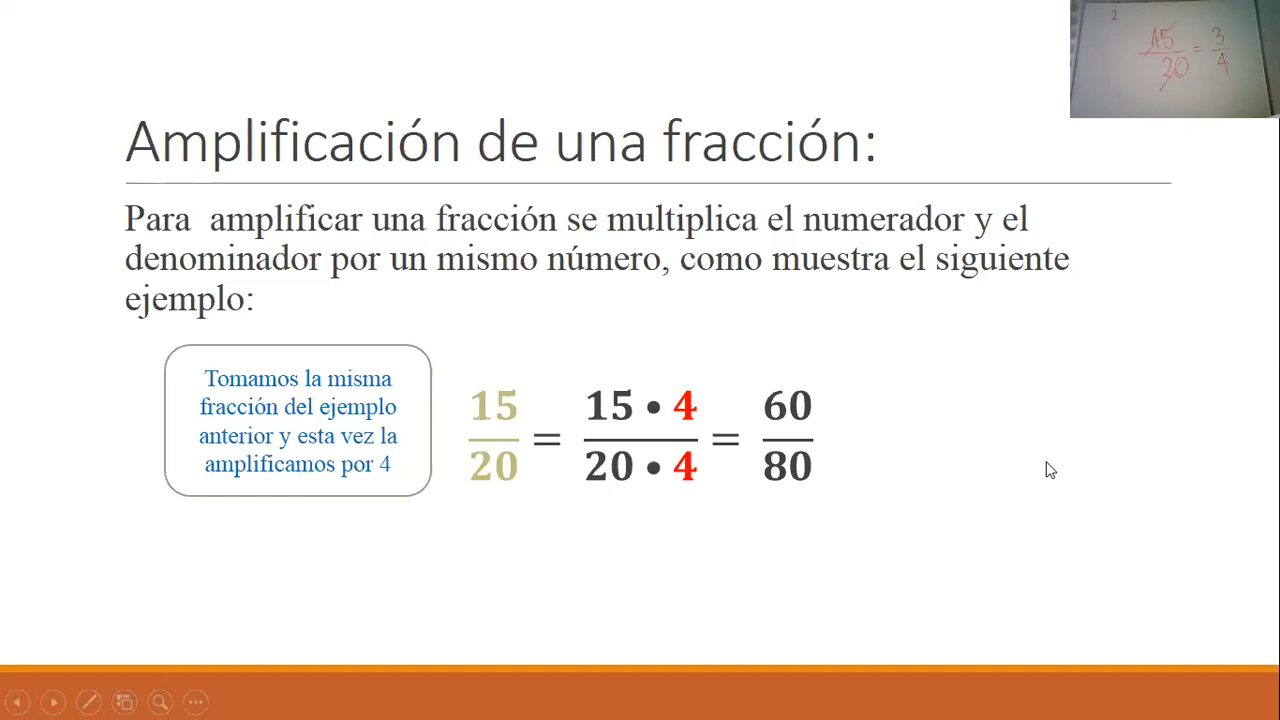 2
15/20 = 3/4
Amplificación de una fracción:
Para amplificar una fracción se multiplica el numerador y el
denominador por un mismo número, como muestra el siguiente
ejemplo:
Tomamos la misma
fracción del ejemplo
anterior y esta vez la
amplificamos por 4
15/20 = 15 • 4/20 • 4 = 60/80